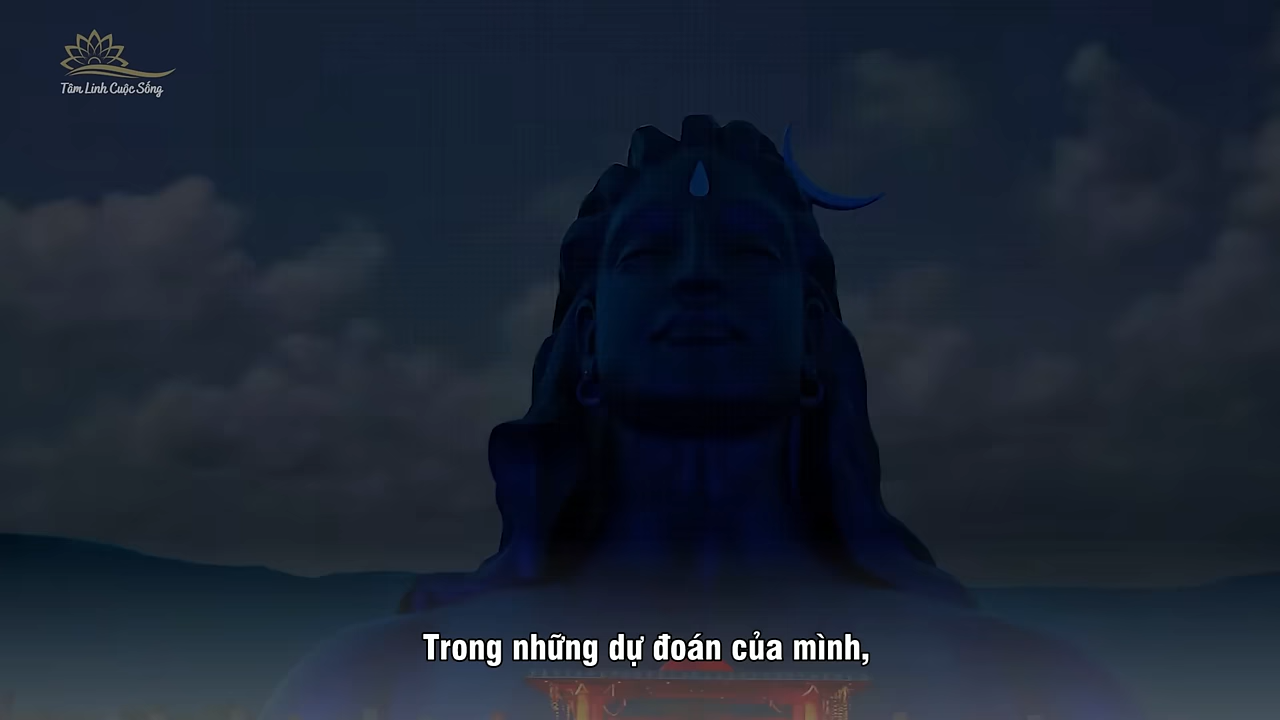 Tâm Linh Cuộc Sống
Trong những dự đoán của mình,